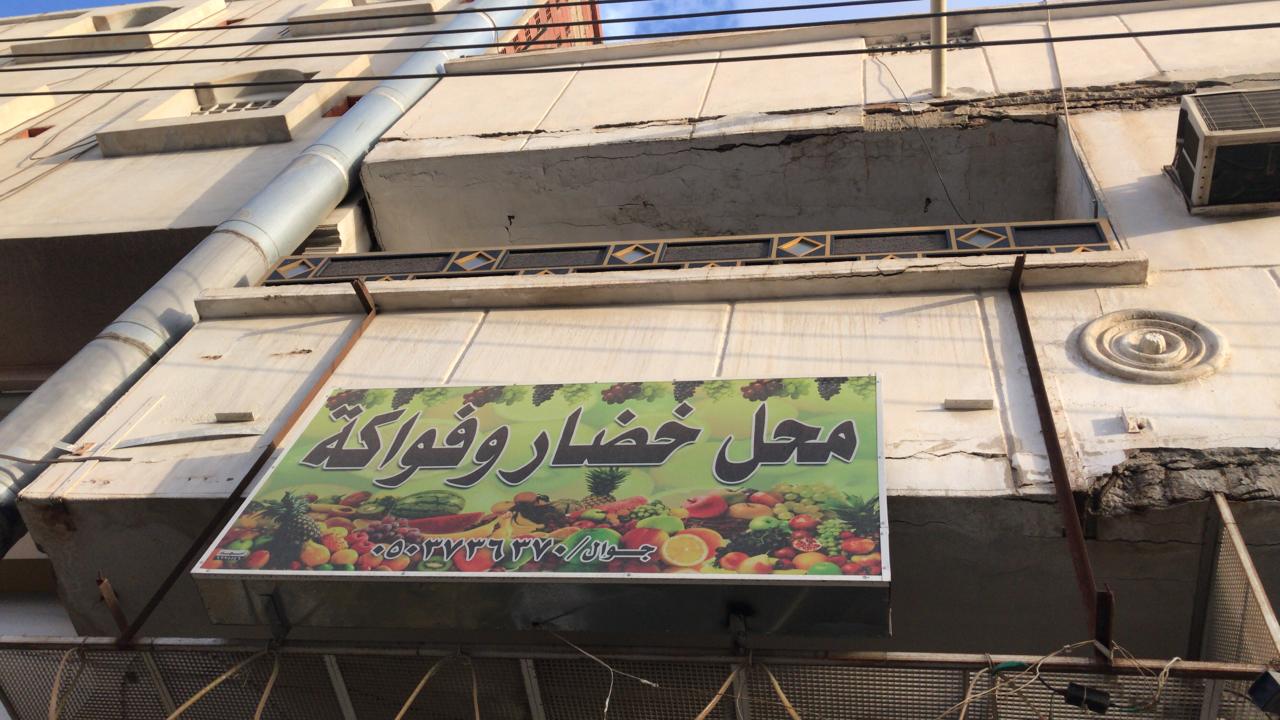 محل خضار وفواكة
جوال/٠٥٠٣٧٣٦٣٧٠